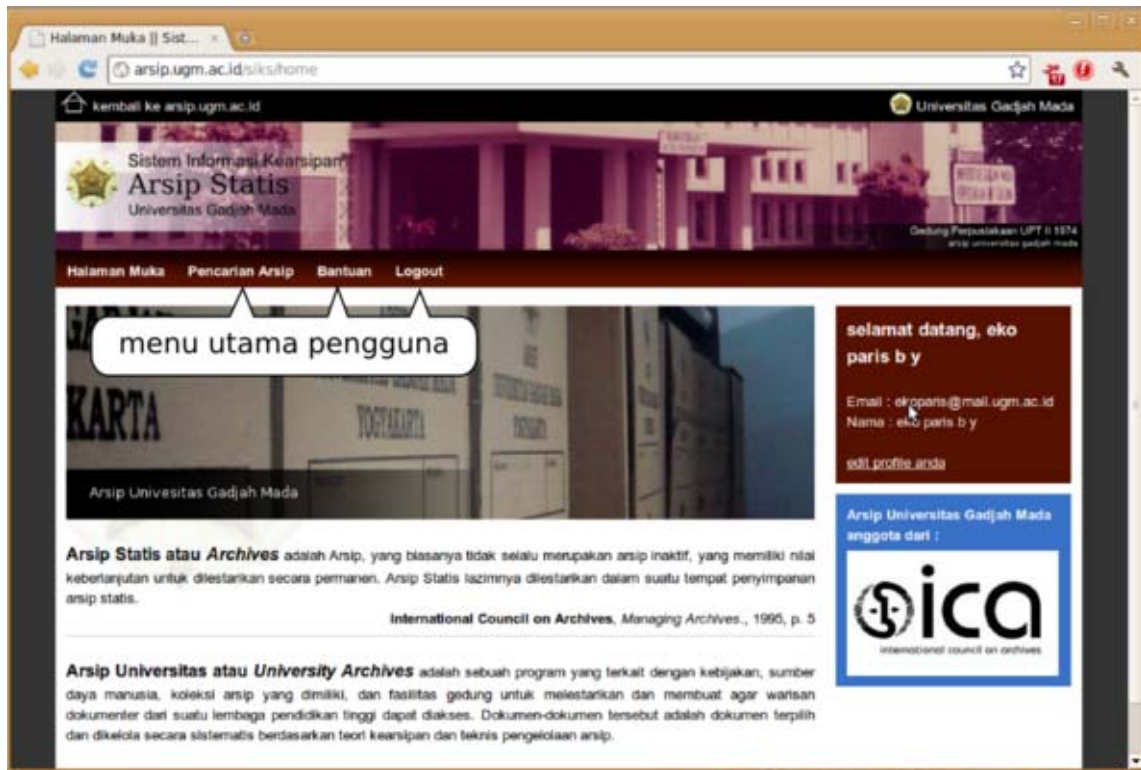 Halaman Muka || Sist...
arsip.ugm.ac.id/siks/home
17
kembali ke arsip.ugm.ac.id
Universitas Gadjah Mada
Sistem Informasi Kearsipan
Arsip Statis
Universitas Gadjah Mada
Gedung Perpustakaan UPT II 1974
arsip universitas gadjah mada
Halaman Muka Pencarian Arsip Bantuan Logout
menu utama pengguna
KARTA
YOGYAKARTA
Arsip Univesitas Gadjah Mada
selamat datang, eko
paris b y
Email : ekoparis@mail.ugm.ac.id
Nama : eko paris b y
edit profile anda
Arsip Universitas Gadjah Mada
anggota dari :
ica
international council on archives
Arsip Statis atau Archives adalah Arsip, yang biasanya tidak selalu merupakan arsip inaktif, yang memiliki nilai
keberlanjutan untuk dilestarikan secara permanen. Arsip Statis lazimnya dilestarikan dalam suatu tempat penyimpanan
arsip statis.
International Council on Archives, Managing Archives., 1995, p. 5
Arsip Universitas atau University Archives adalah sebuah program yang terkait dengan kebijakan, sumber
daya manusia, koleksi arsip yang dimiliki, dan fasilitas gedung untuk melestarikan dan membuat agar warisan
dokumenter dari suatu lembaga pendidikan tinggi dapat diakses. Dokumen-dokumen tersebut adalah dokumen terpilih
dan dikelola secara sistematis berdasarkan teori kearsipan dan teknis pengelolaan arsip.